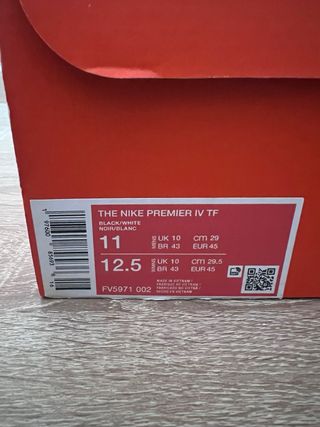 THE NIKE PREMIER IV TF
BLACK/WHITE
NOIR/BLANC
11 MENS UK 10 cm 29
BR 43 EUR 45
12.5 UK 10 cm 29.5
BR 43 EUR 45
FV5971 002
MADE IN VIETNAM